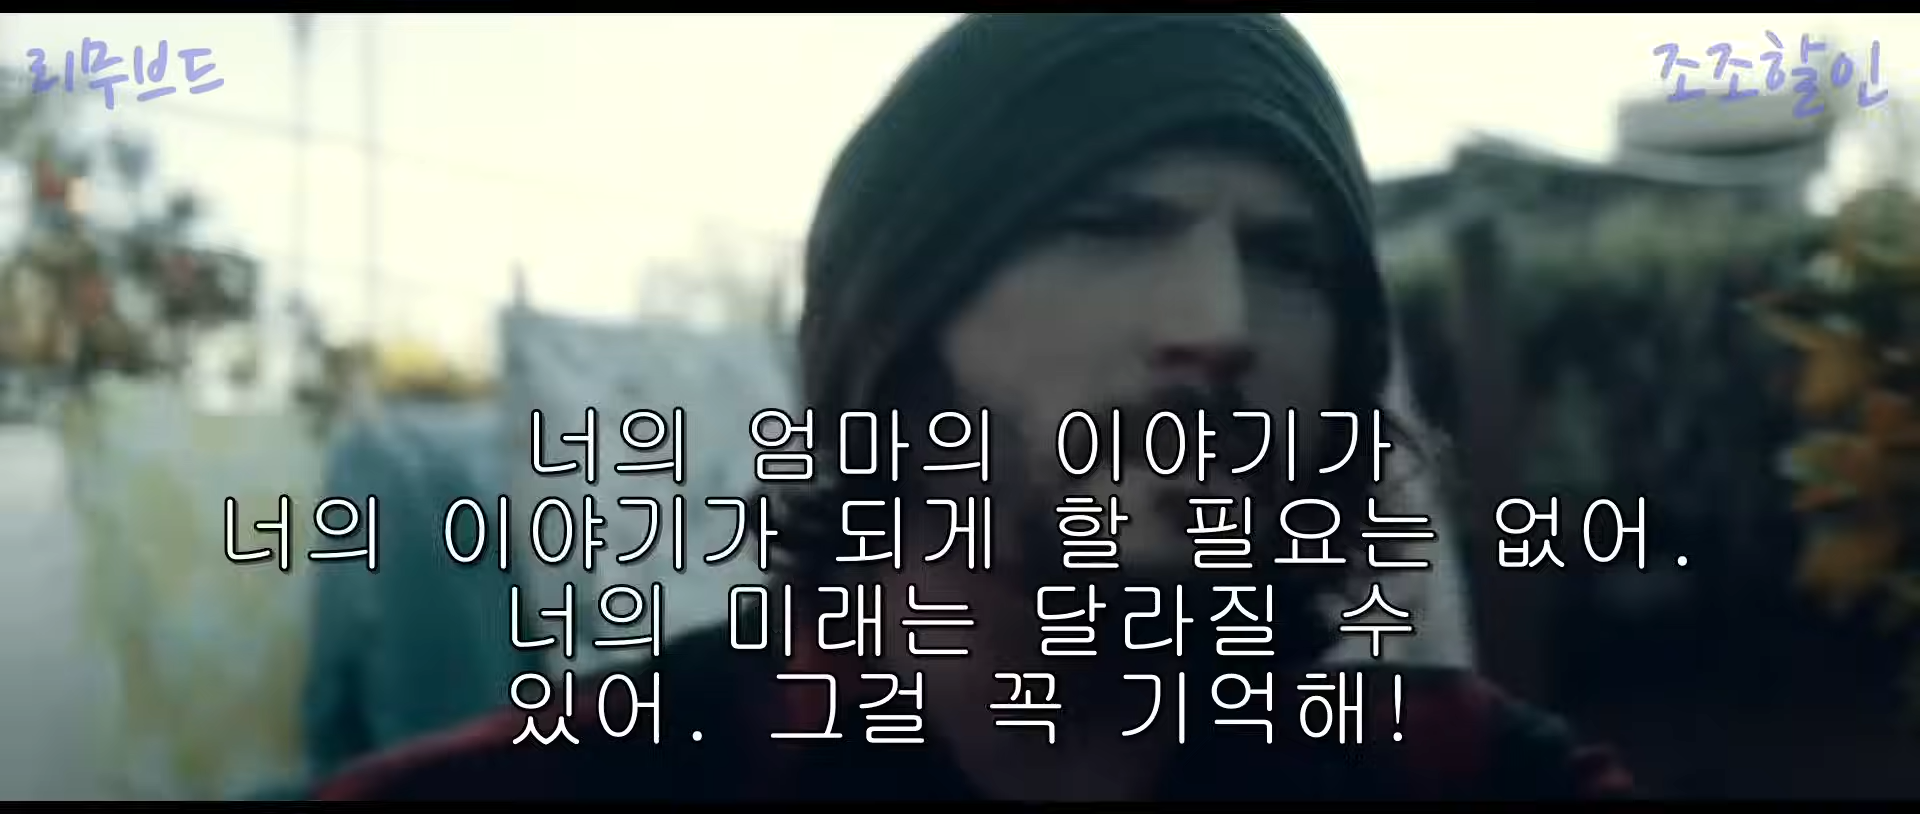 리무브드
조조할인
너의 엄마의 이야기가
너의 이야기가 되게 할 필요는 없어.
너의 미래는 달라질 수
있어. 그걸 꼭 기억해!